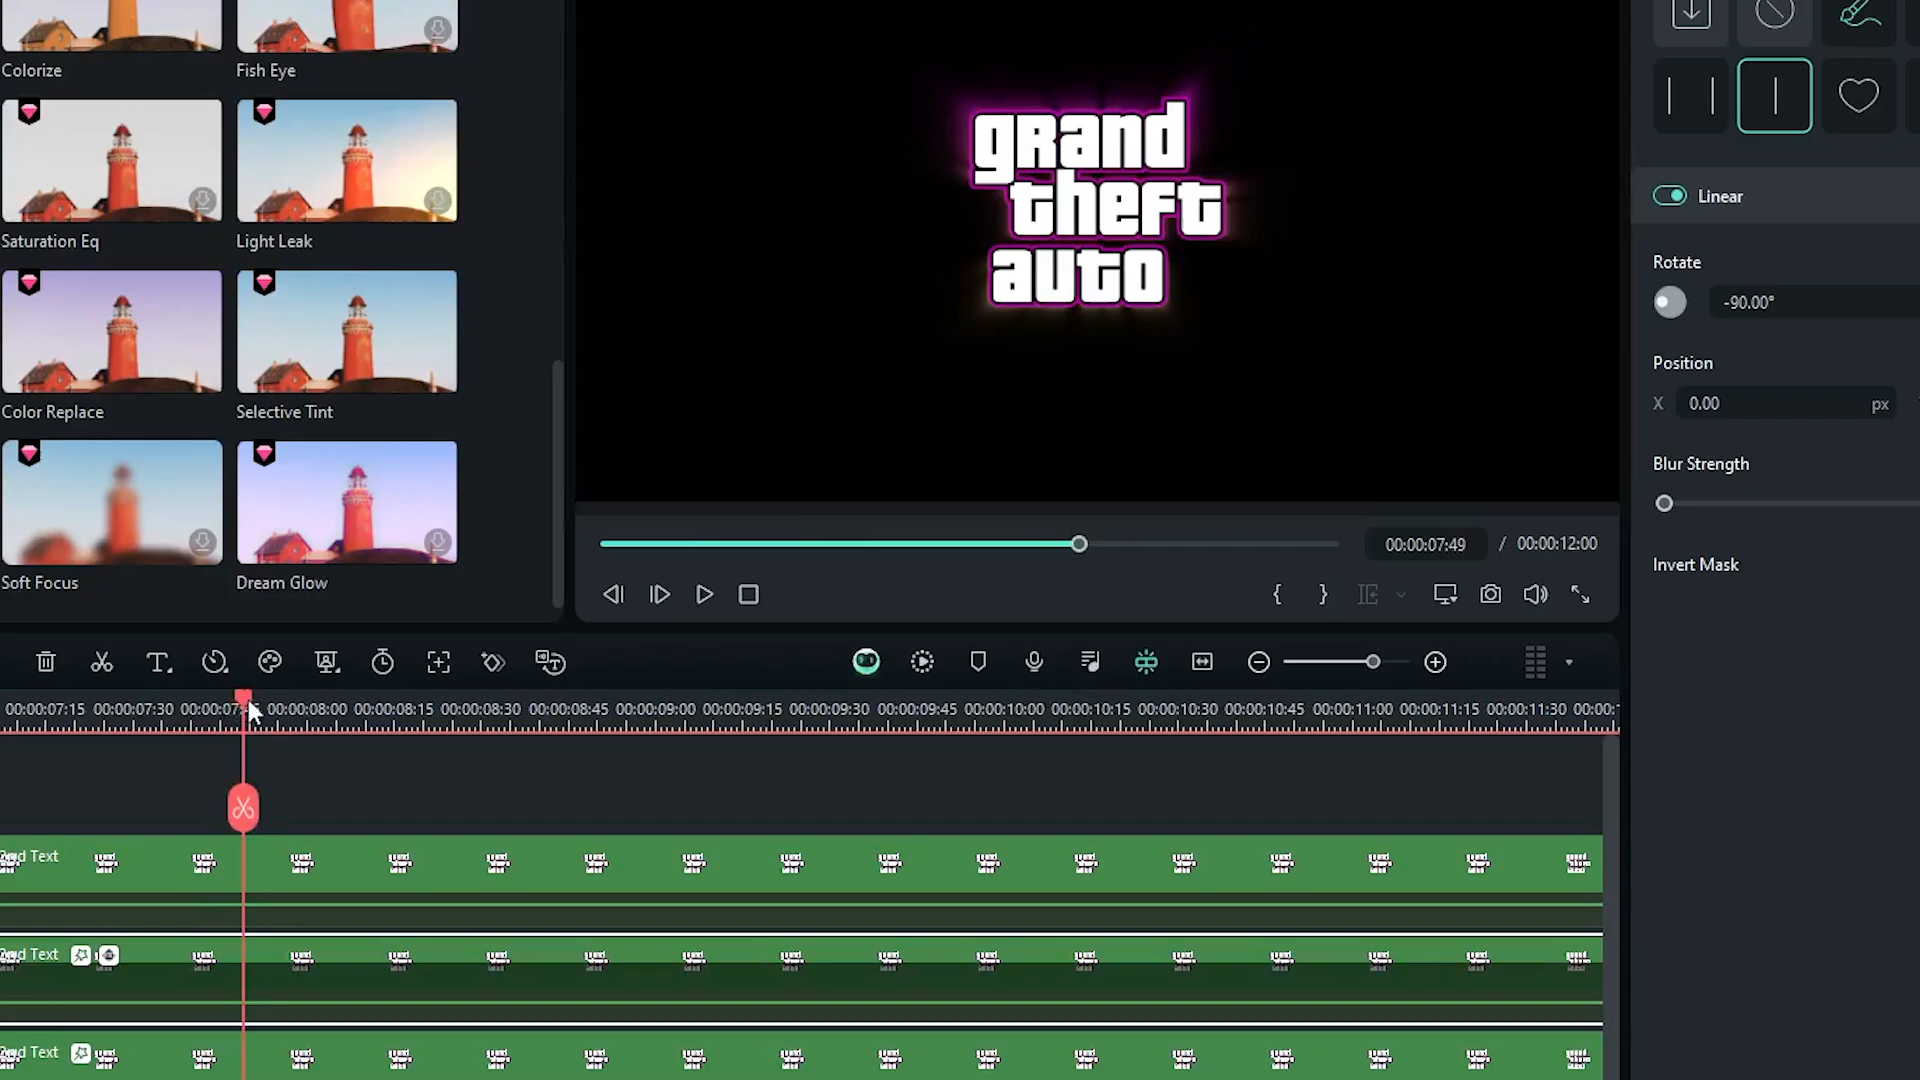 Colorize
Fish Eye
Saturation Eq
Light Leak
Color Replace
Selective Tint
Soft Focus
Dream Glow
grand
theft
auto
00:00:07:49 / 00:00:12:00
Linear
Rotate
-90.00°
Position
X 0.00 px
Blur Strength
Invert Mask
00:00:07:15 00:00:07:30 00:00:08:00 00:00:08:15 00:00:08:30 00:00:08:45 00:00:09:00 00:00:09:15 00:00:09:30 00:00:09:45 00:00:10:00 00:00:10:15 00:00:10:30 00:00:10:45 00:00:11:00 00:00:11:15 00:00:11:30
2nd Text
2nd Text
2nd Text